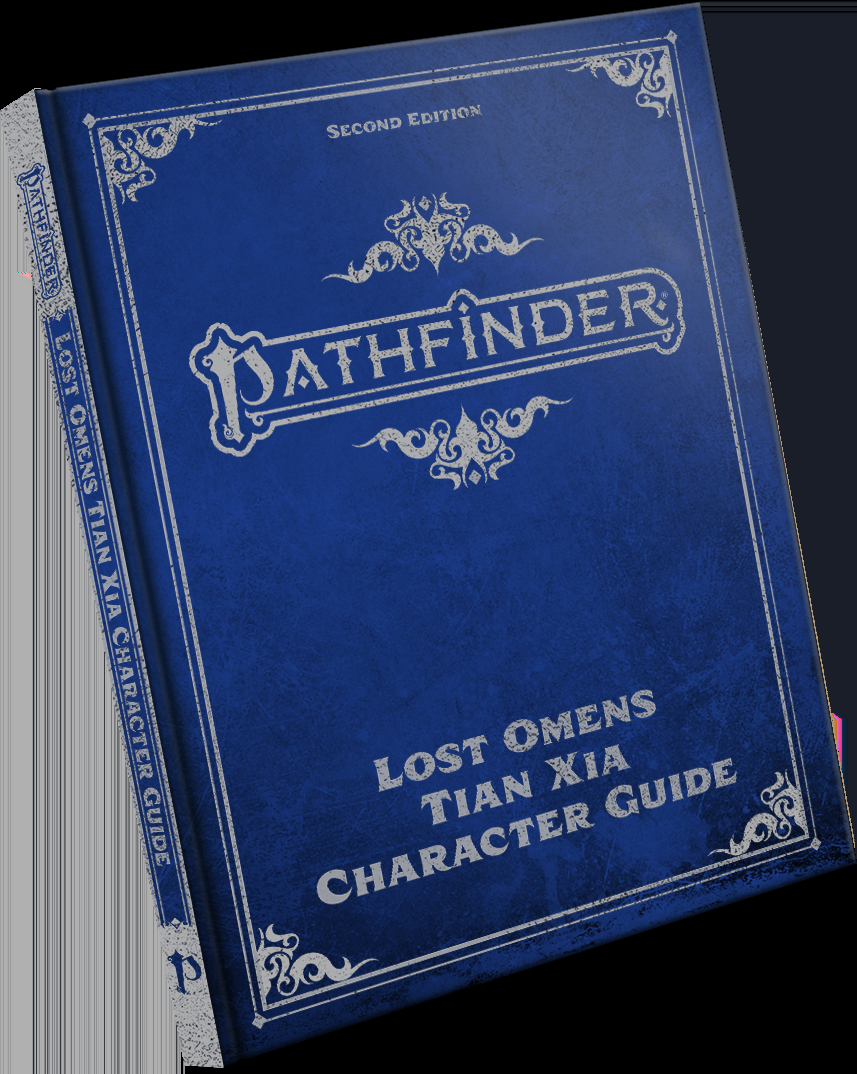 Second Edition
Pathfinder®
Lost Omens
Tian Xia
Character Guide
Pathfinder
Lost Omens Tian Xia Character Guide
P